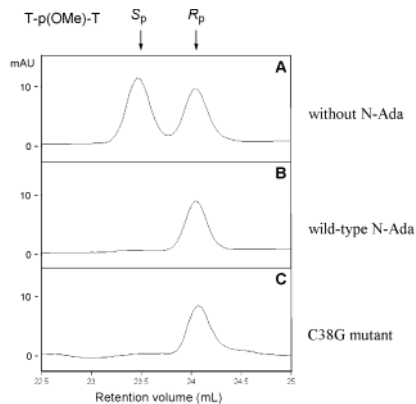 T-p(OMe)-T Sp Rp
mAU
A
10
0
without N-Ada
B
10
0
wild-type N-Ada
C
10
0
C38G mutant
22.5 23 23.5 24 24.5 25
Retention volume (mL)